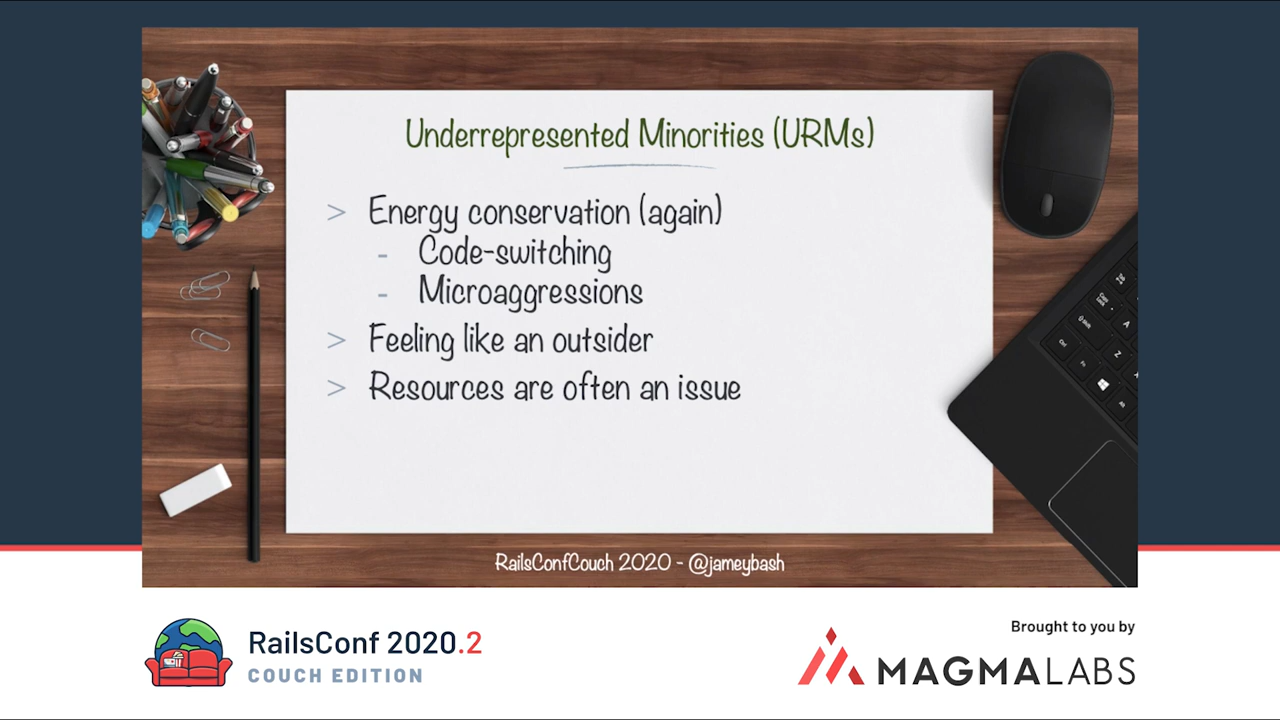 Underrepresented Minorities (URMs)
> Energy conservation (again)
- Code-switching
- Microaggressions
> Feeling like an outsider
> Resources are often an issue
RailsConfCouch 2020 - @jameybash
RailsConf 2020.2
COUCH EDITION
Brought to you by
MAGMALABS